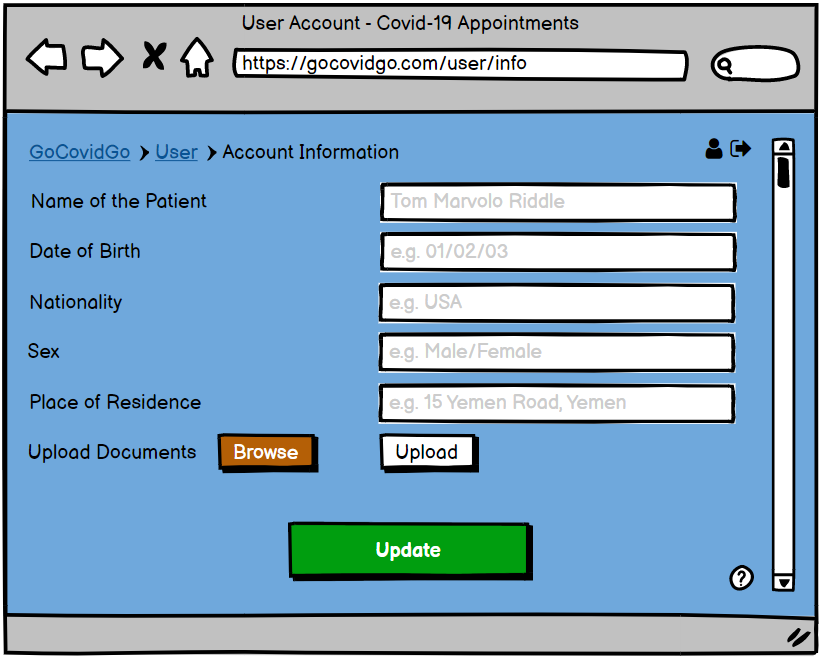 User Account - Covid-19 Appointments
https://gocovidgo.com/user/info
GoCovidGo User Account Information
Name of the Patient Tom Marvolo Riddle
Date of Birth e.g. 01/02/03
Nationality e.g. USA
Sex e.g. Male/Female
Place of Residence e.g. 15 Yemen Road, Yemen
Upload Documents Browse Upload
Update
?